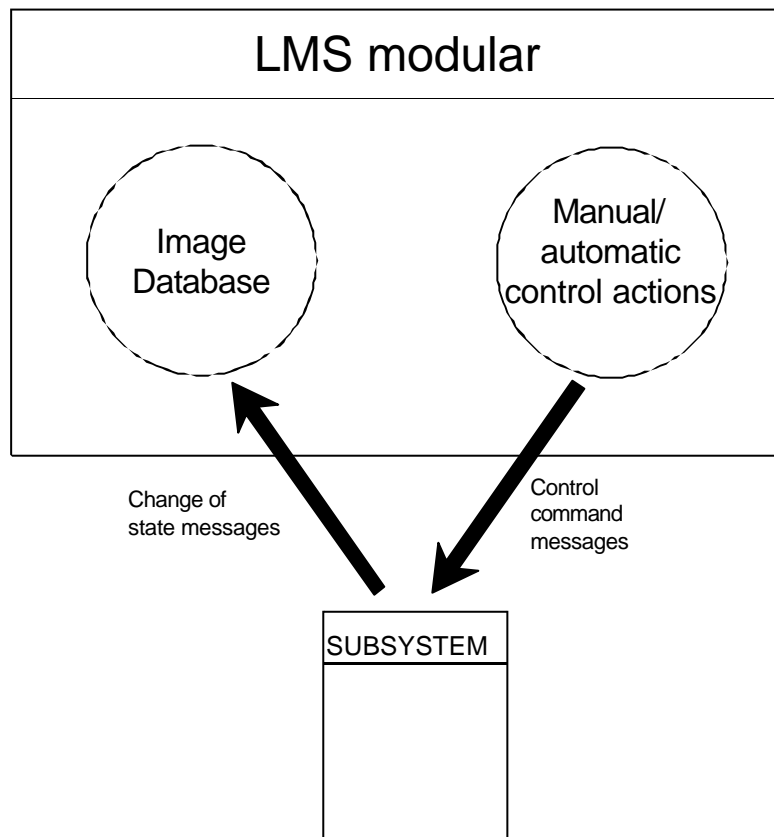 LMS modular
Image
Database
Manual/
automatic
control actions
Change of
state messages
Control
command
messages
SUBSYSTEM